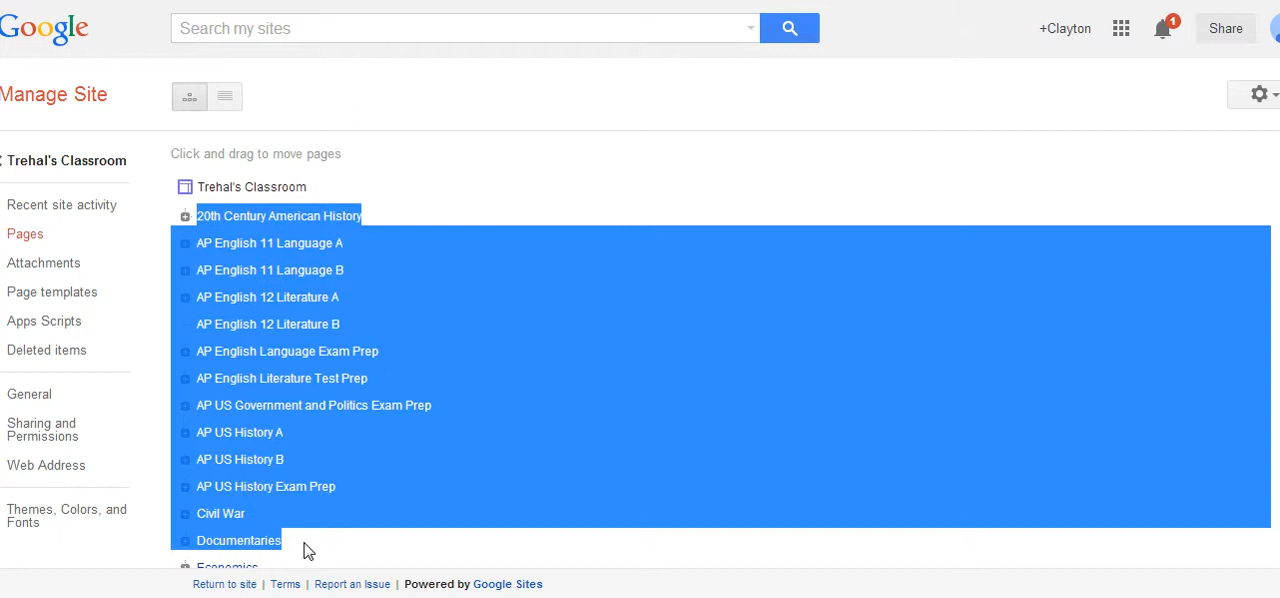 Google
Search my sites
+Clayton
1
Share
Manage Site
Trehal's Classroom
Recent site activity
Pages
Attachments
Page templates
Apps Scripts
Deleted items
General
Sharing and
Permissions
Web Address
Themes, Colors, and
Fonts
Click and drag to move pages
Trehal's Classroom
20th Century American History
AP English 11 Language A
AP English 11 Language B
AP English 12 Literature A
AP English 12 Literature B
AP English Language Exam Prep
AP English Literature Test Prep
AP US Government and Politics Exam Prep
AP US History A
AP US History B
AP US History Exam Prep
Civil War
Documentaries
Economics
Return to site | Terms | Report an Issue | Powered by Google Sites